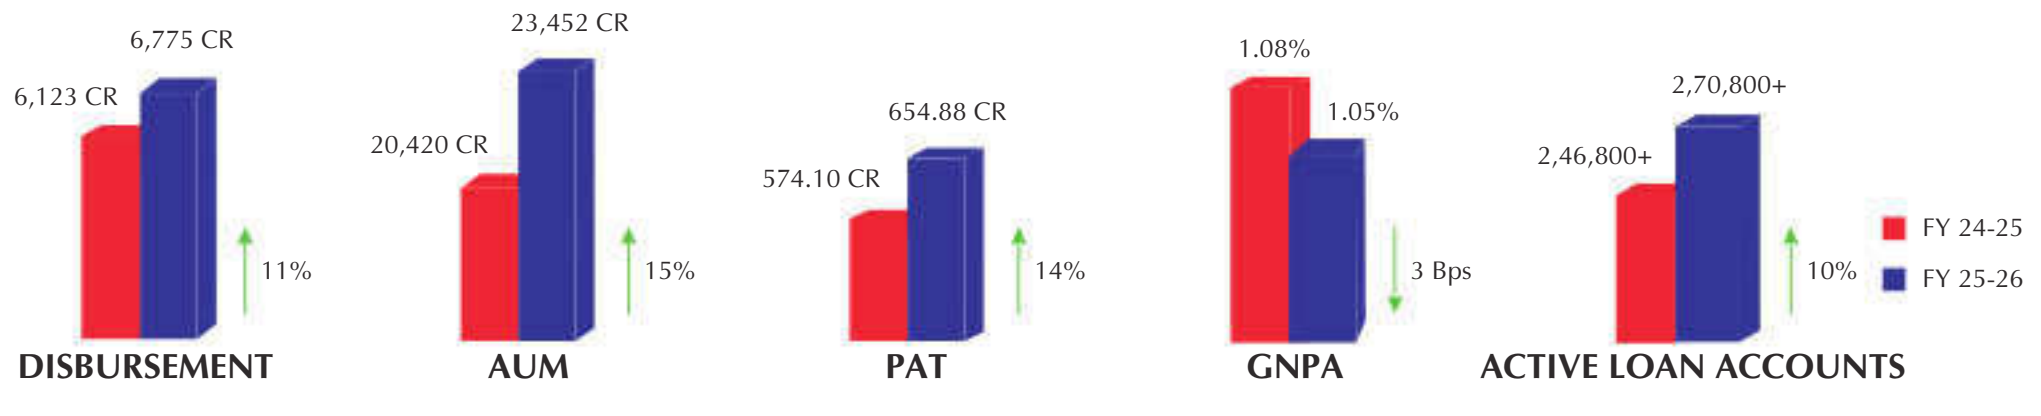 6,123 CR
6,775 CR
11%
DISBURSEMENT
20,420 CR
23,452 CR
15%
AUM
574.10 CR
654.88 CR
14%
PAT
1.08%
1.05%
3 Bps
GNPA
2,46,800+
2,70,800+
10%
ACTIVE LOAN ACCOUNTS
FY 24-25
FY 25-26